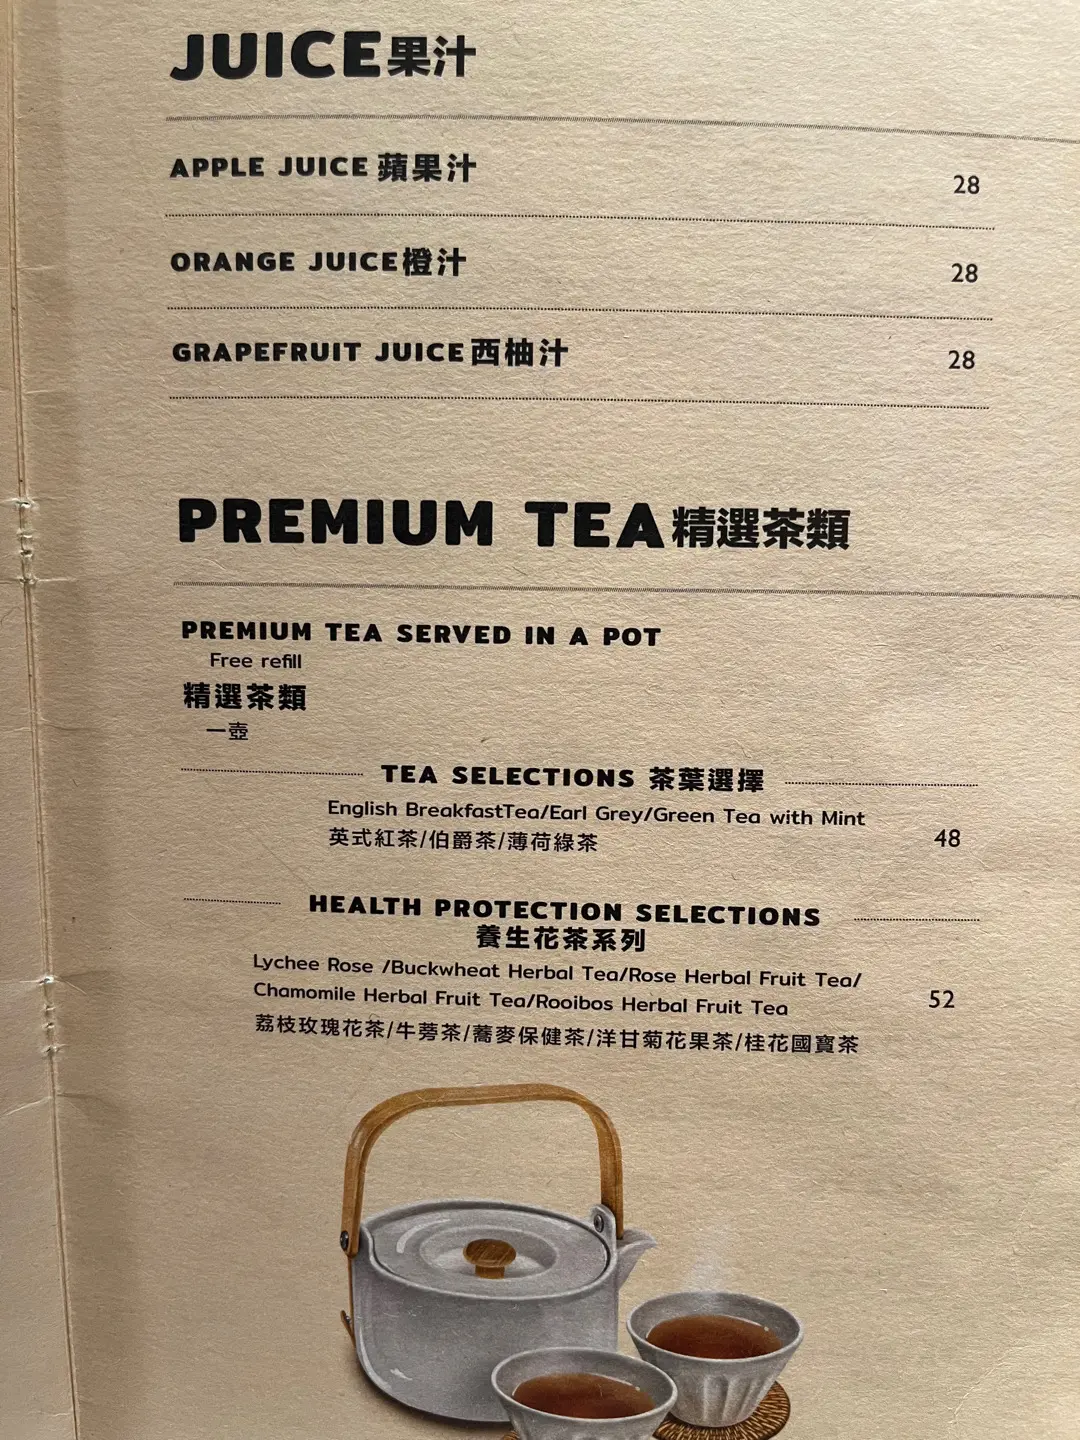 JUICE果汁
APPLE JUICE 蘋果汁 28
ORANGE JUICE橙汁 28
GRAPEFRUIT JUICE西柚汁 28
PREMIUM TEA精選茶類
PREMIUM TEA SERVED IN A POT
Free refill
精選茶類
一壺
TEA SELECTIONS 茶葉選擇
English BreakfastTea/Earl Grey/Green Tea with Mint
英式紅茶/伯爵茶/薄荷綠茶 48
HEALTH PROTECTION SELECTIONS
養生花茶系列
Lychee Rose /Buckwheat Herbal Tea/Rose Herbal Fruit Tea/
Chamomile Herbal Fruit Tea/Rooibos Herbal Fruit Tea 52
荔枝玫瑰花茶/牛蒡茶/蕎麥保健茶/洋甘菊花果茶/桂花國寶茶